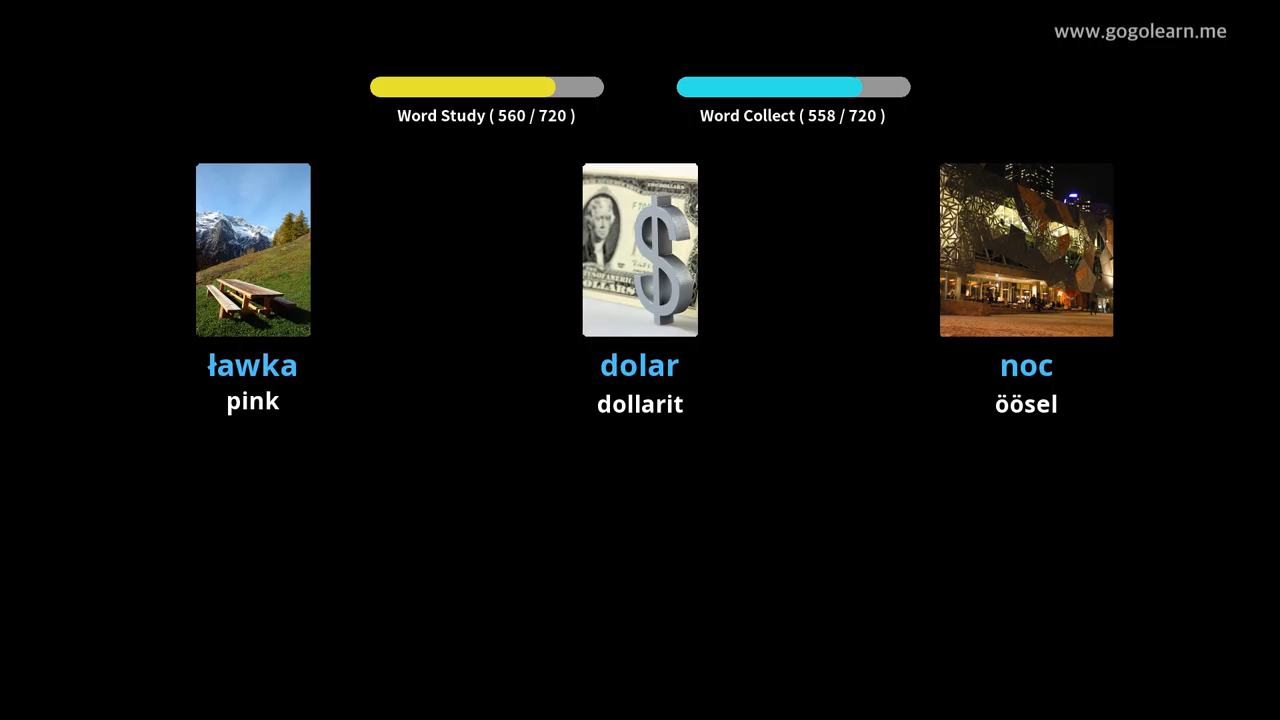 www.gogolearn.me
Word Study ( 560 / 720 )
Word Collect ( 558 / 720 )
ławka
dolar
noc
pink
dollarit
öösel